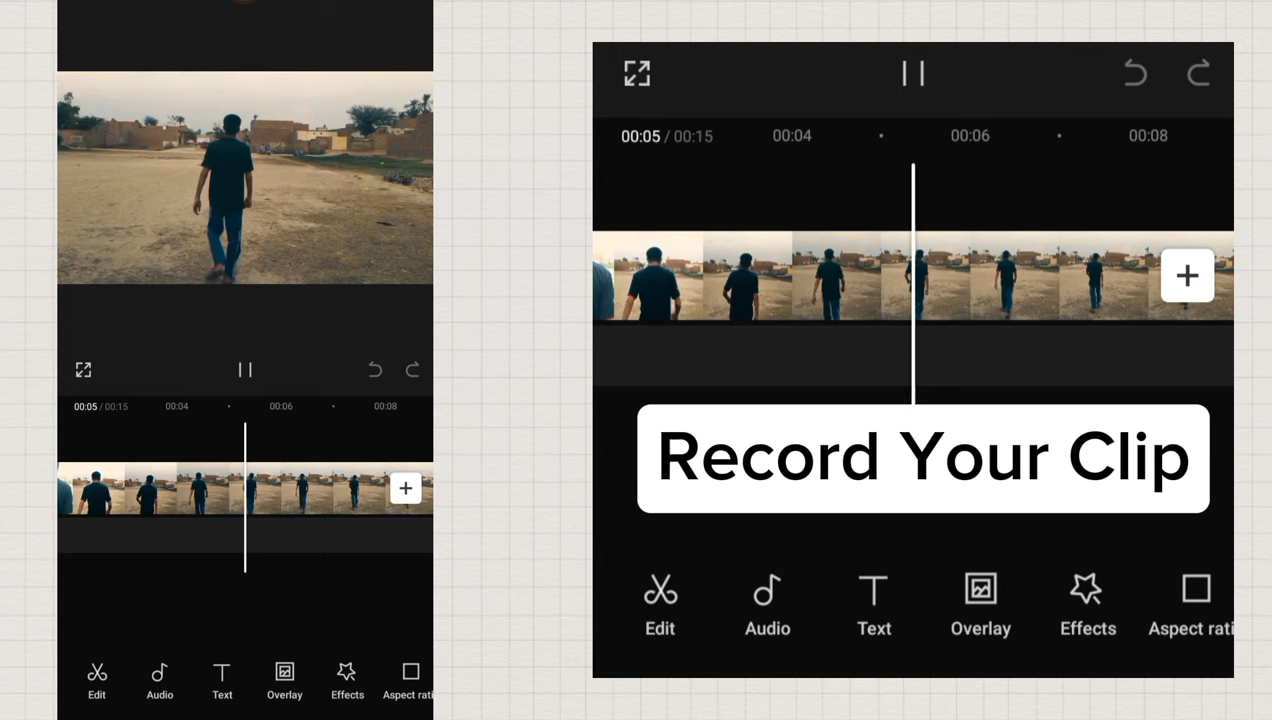 00:05 / 00:15 00:04 00:06 00:08
Edit Audio Text Overlay Effects Aspect rati
00:05 / 00:15 00:04 00:06 00:08
Record Your Clip
Edit Audio Text Overlay Effects Aspect rati